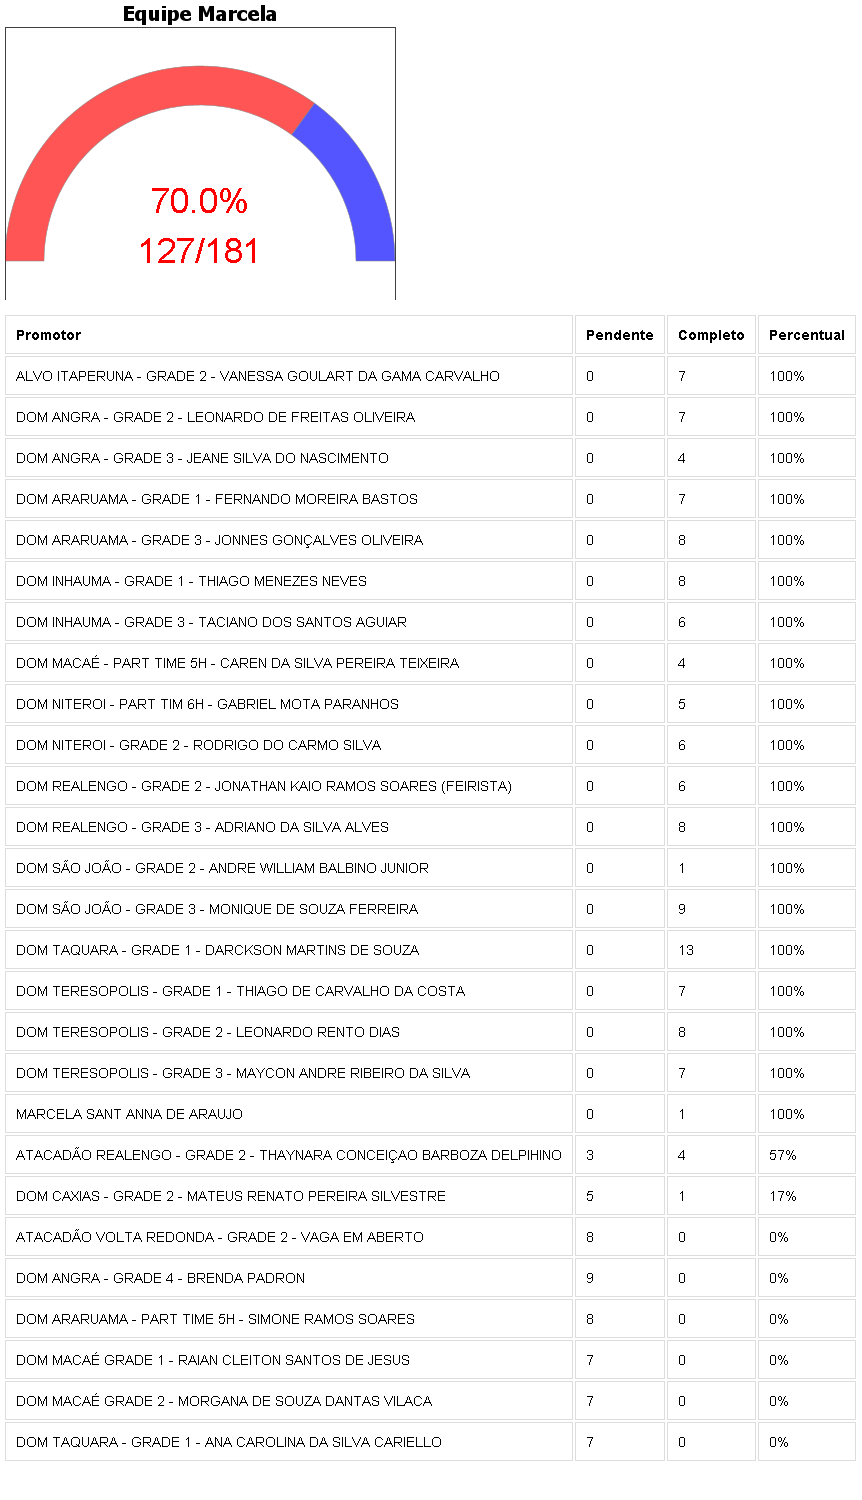 Equipe Marcela
70.0%
127/181
Promotor Pendente Completo Percentual
ALVO ITAPERUNA - GRADE 2 - VANESSA GOULART DA GAMA CARVALHO 0 7 100%
DOM ANGRA - GRADE 2 - LEONARDO DE FREITAS OLIVEIRA 0 7 100%
DOM ANGRA - GRADE 3 - JEANE SILVA DO NASCIMENTO 0 4 100%
DOM ARARUAMA - GRADE 1 - FERNANDO MOREIRA BASTOS 0 7 100%
DOM ARARUAMA - GRADE 3 - JONNES GONÇALVES OLIVEIRA 0 8 100%
DOM INHAUMA - GRADE 1 - THIAGO MENEZES NEVES 0 8 100%
DOM INHAUMA - GRADE 3 - TACIANO DOS SANTOS AGUIAR 0 6 100%
DOM MACAÉ - PART TIME 5H - CAREN DA SILVA PEREIRA TEIXEIRA 0 4 100%
DOM NITEROI - PART TIM 6H - GABRIEL MOTA PARANHOS 0 5 100%
DOM NITEROI - GRADE 2 - RODRIGO DO CARMO SILVA 0 6 100%
DOM REALENGO - GRADE 2 - JONATHAN KAIO RAMOS SOARES (FEIRISTA) 0 6 100%
DOM REALENGO - GRADE 3 - ADRIANO DA SILVA ALVES 0 8 100%
DOM SÃO JOÃO - GRADE 2 - ANDRE WILLIAM BALBINO JUNIOR 0 1 100%
DOM SÃO JOÃO - GRADE 3 - MONIQUE DE SOUZA FERREIRA 0 9 100%
DOM TAQUARA - GRADE 1 - DARCKSON MARTINS DE SOUZA 0 13 100%
DOM TERESOPOLIS - GRADE 1 - THIAGO DE CARVALHO DA COSTA 0 7 100%
DOM TERESOPOLIS - GRADE 2 - LEONARDO RENTO DIAS 0 8 100%
DOM TERESOPOLIS - GRADE 3 - MAYCON ANDRE RIBEIRO DA SILVA 0 7 100%
MARCELA SANT ANNA DE ARAUJO 0 1 100%
ATACADÃO REALENGO - GRADE 2 - THAYNARA CONCEIÇAO BARBOZA DELPIHINO 3 4 57%
DOM CAXIAS - GRADE 2 - MATEUS RENATO PEREIRA SILVESTRE 5 1 17%
ATACADÃO VOLTA REDONDA - GRADE 2 - VAGA EM ABERTO 8 0 0%
DOM ANGRA - GRADE 4 - BRENDA PADRON 9 0 0%
DOM ARARUAMA - PART TIME 5H - SIMONE RAMOS SOARES 8 0 0%
DOM MACAÉ GRADE 1 - RAIAN CLEITON SANTOS DE JESUS 7 0 0%
DOM MACAÉ GRADE 2 - MORGANA DE SOUZA DANTAS VILACA 7 0 0%
DOM TAQUARA - GRADE 1 - ANA CAROLINA DA SILVA CARIELLO 7 0 0%